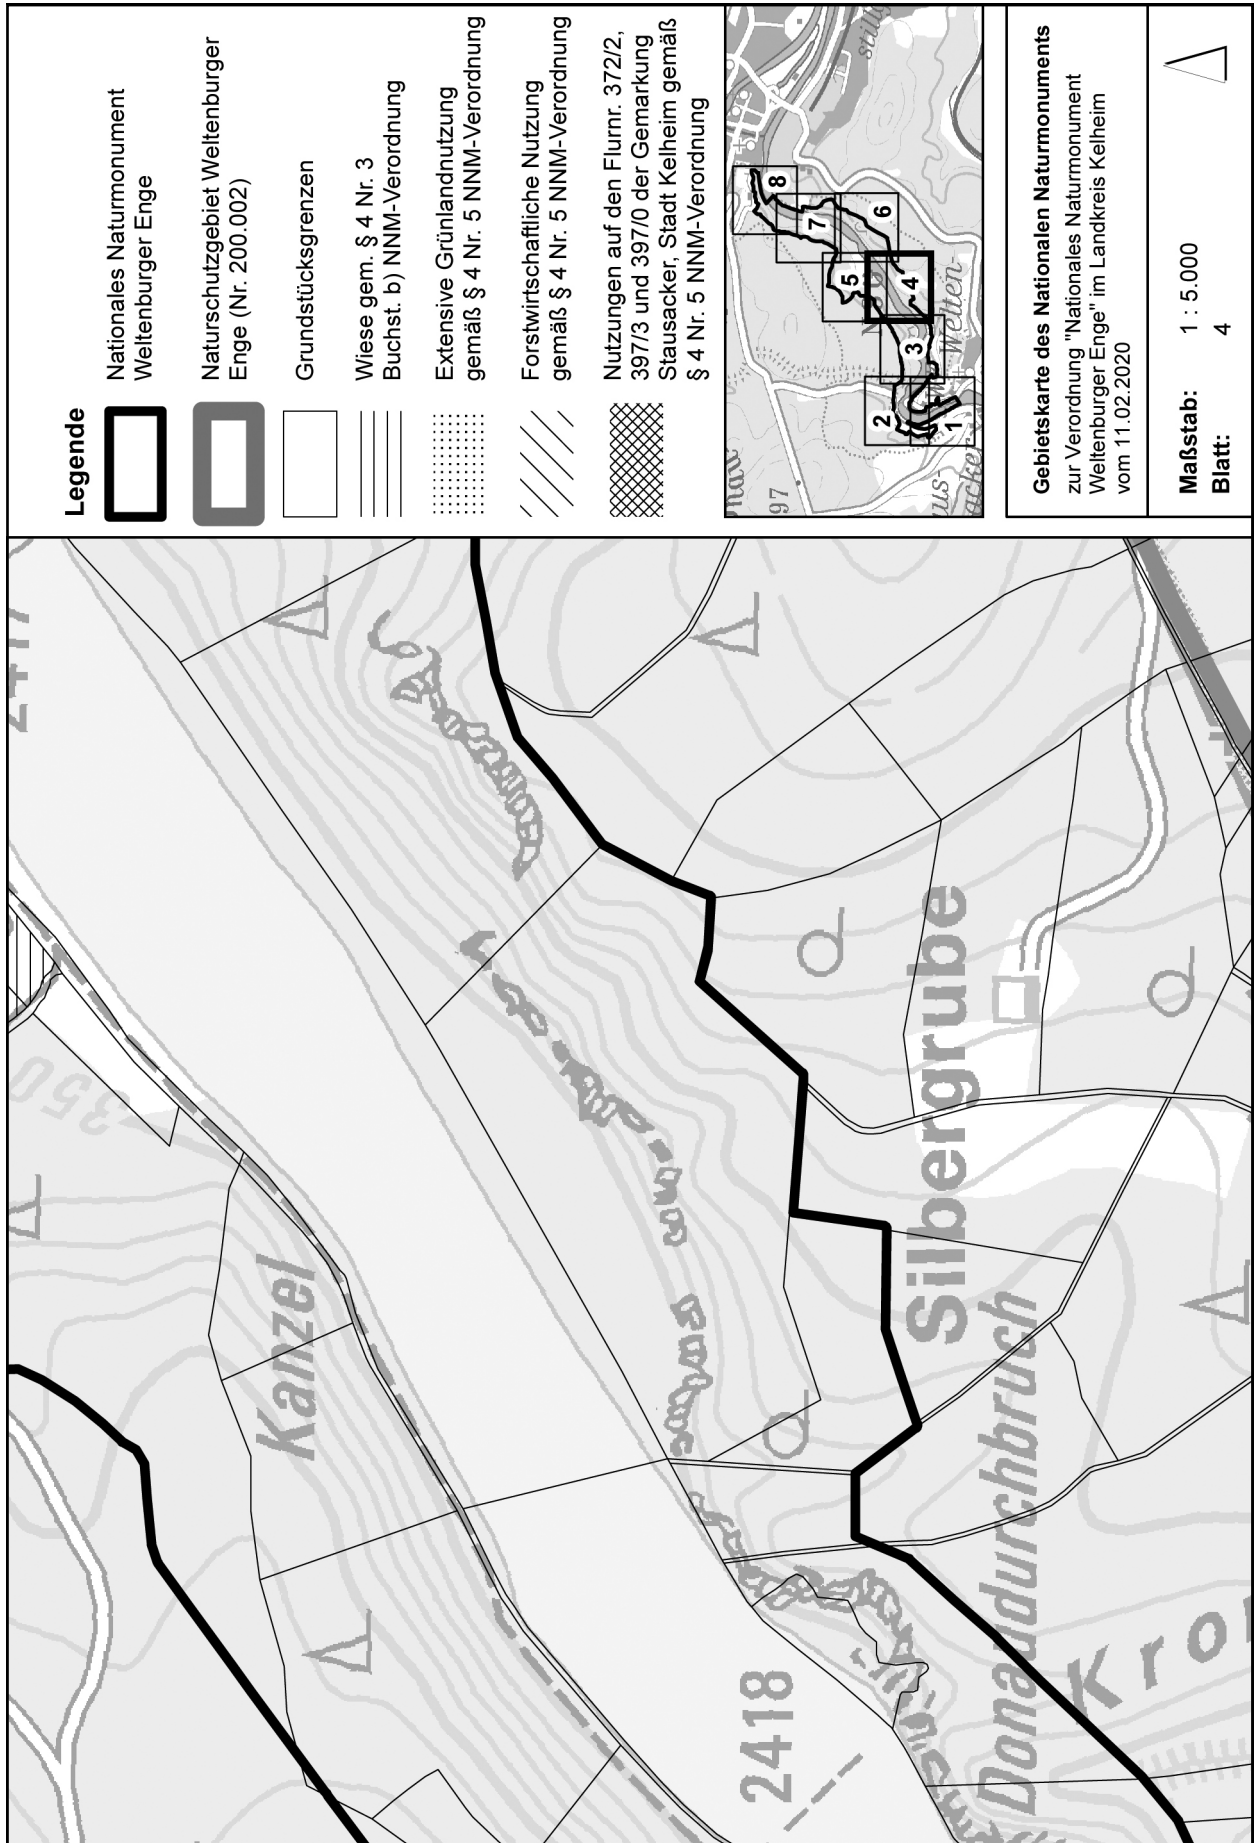 Legende
Nationales Naturmonument
Weltenburger Enge
Naturschutzgebiet Weltenburger
Enge (Nr. 200.002)
Grundstücksgrenzen
Wiese gem. § 4 Nr. 3
Buchst. b) NNM-Verordnung
Extensive Grünlandnutzung
gemäß § 4 Nr. 5 NNM-Verordnung
Forstwirtschaftliche Nutzung
gemäß § 4 Nr. 5 NNM-Verordnung
Nutzungen auf den Flurnr. 372/2,
397/3 und 397/0 der Gemarkung
Stausacker, Stadt Kelheim gemäß
§ 4 Nr. 5 NNM-Verordnung
97
1
2
3
4
5
6
7
8
Welten
Gebietskarte des Nationalen Naturmonuments
zur Verordnung "Nationales Naturmonument
Weltenburger Enge" im Landkreis Kelheim
vom 11.02.2020
Maßstab: 1 : 5.000
Blatt: 4
350
Kanzel
2418
Silbergrube
Donaudurchbruch
Kro